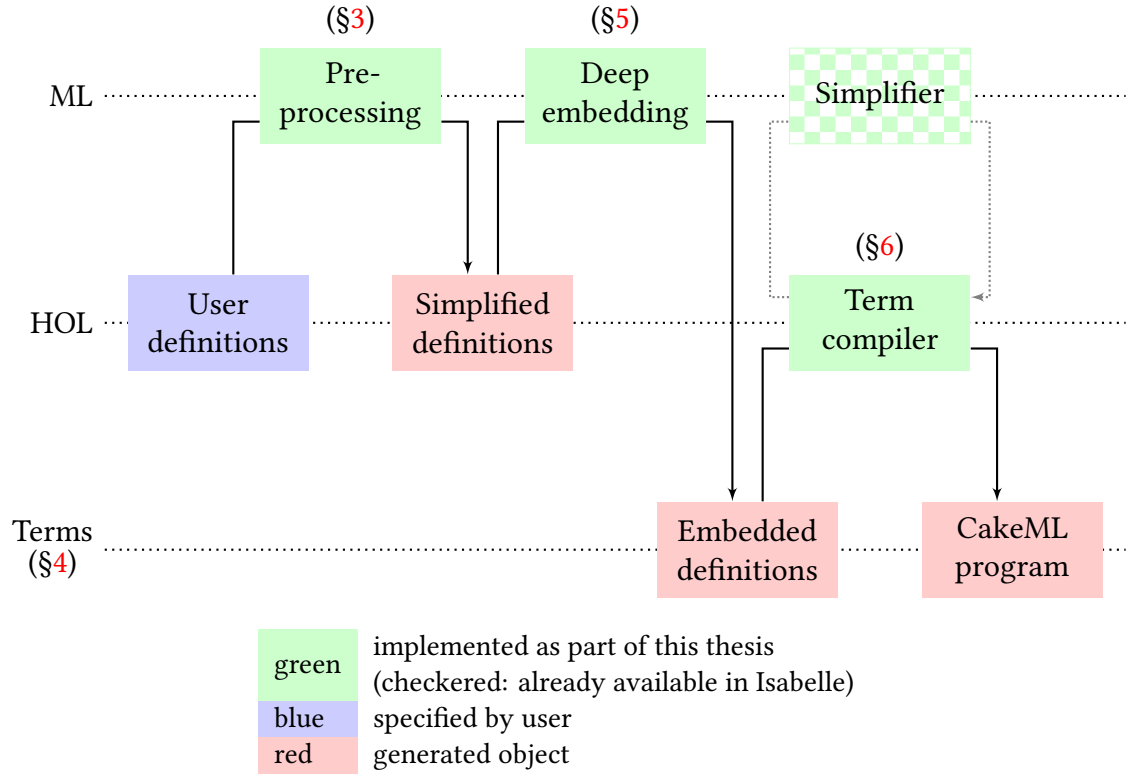 (§3)
(§5)
ML
Pre-
processing
Deep
embedding
Simplifier
(§6)
HOL
User
definitions
Simplified
definitions
Term
compiler
Terms
(§4)
Embedded
definitions
CakeML
program
green
implemented as part of this thesis
(checkered: already available in Isabelle)
blue
specified by user
red
generated object